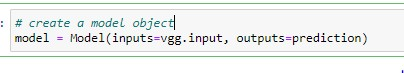 # create a model object
model = Model(inputs=vgg.input, outputs=prediction)